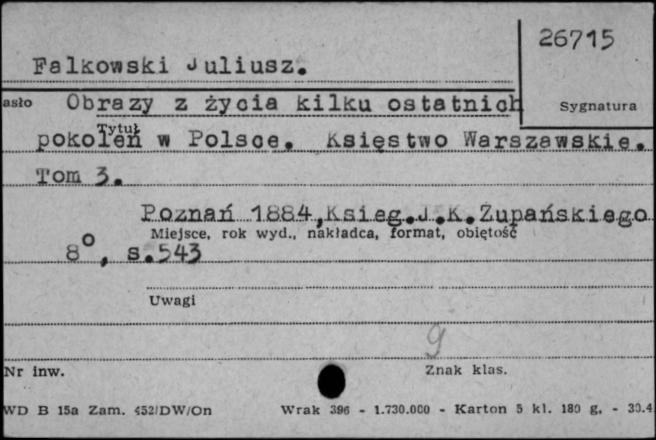 26715
Falkowski Juliusz.
asło Obrazy z życia kilku ostatnich
Sygnatura
Tytuł
pokoleń w Polsce. Księstwo Warszawskie.
Tom 3.
Poznań 1884, Ksieg.J.K.Żupańskiego
Miejsce, rok wyd., nakładca, format, objętość
8°, s.543
Uwagi
9
Nr inw.
Znak klas.
WD B 15a Zam. 452/DW/On Wrak 396 - 1.730.000 - Karton 5 kl. 180 g. - 30.4